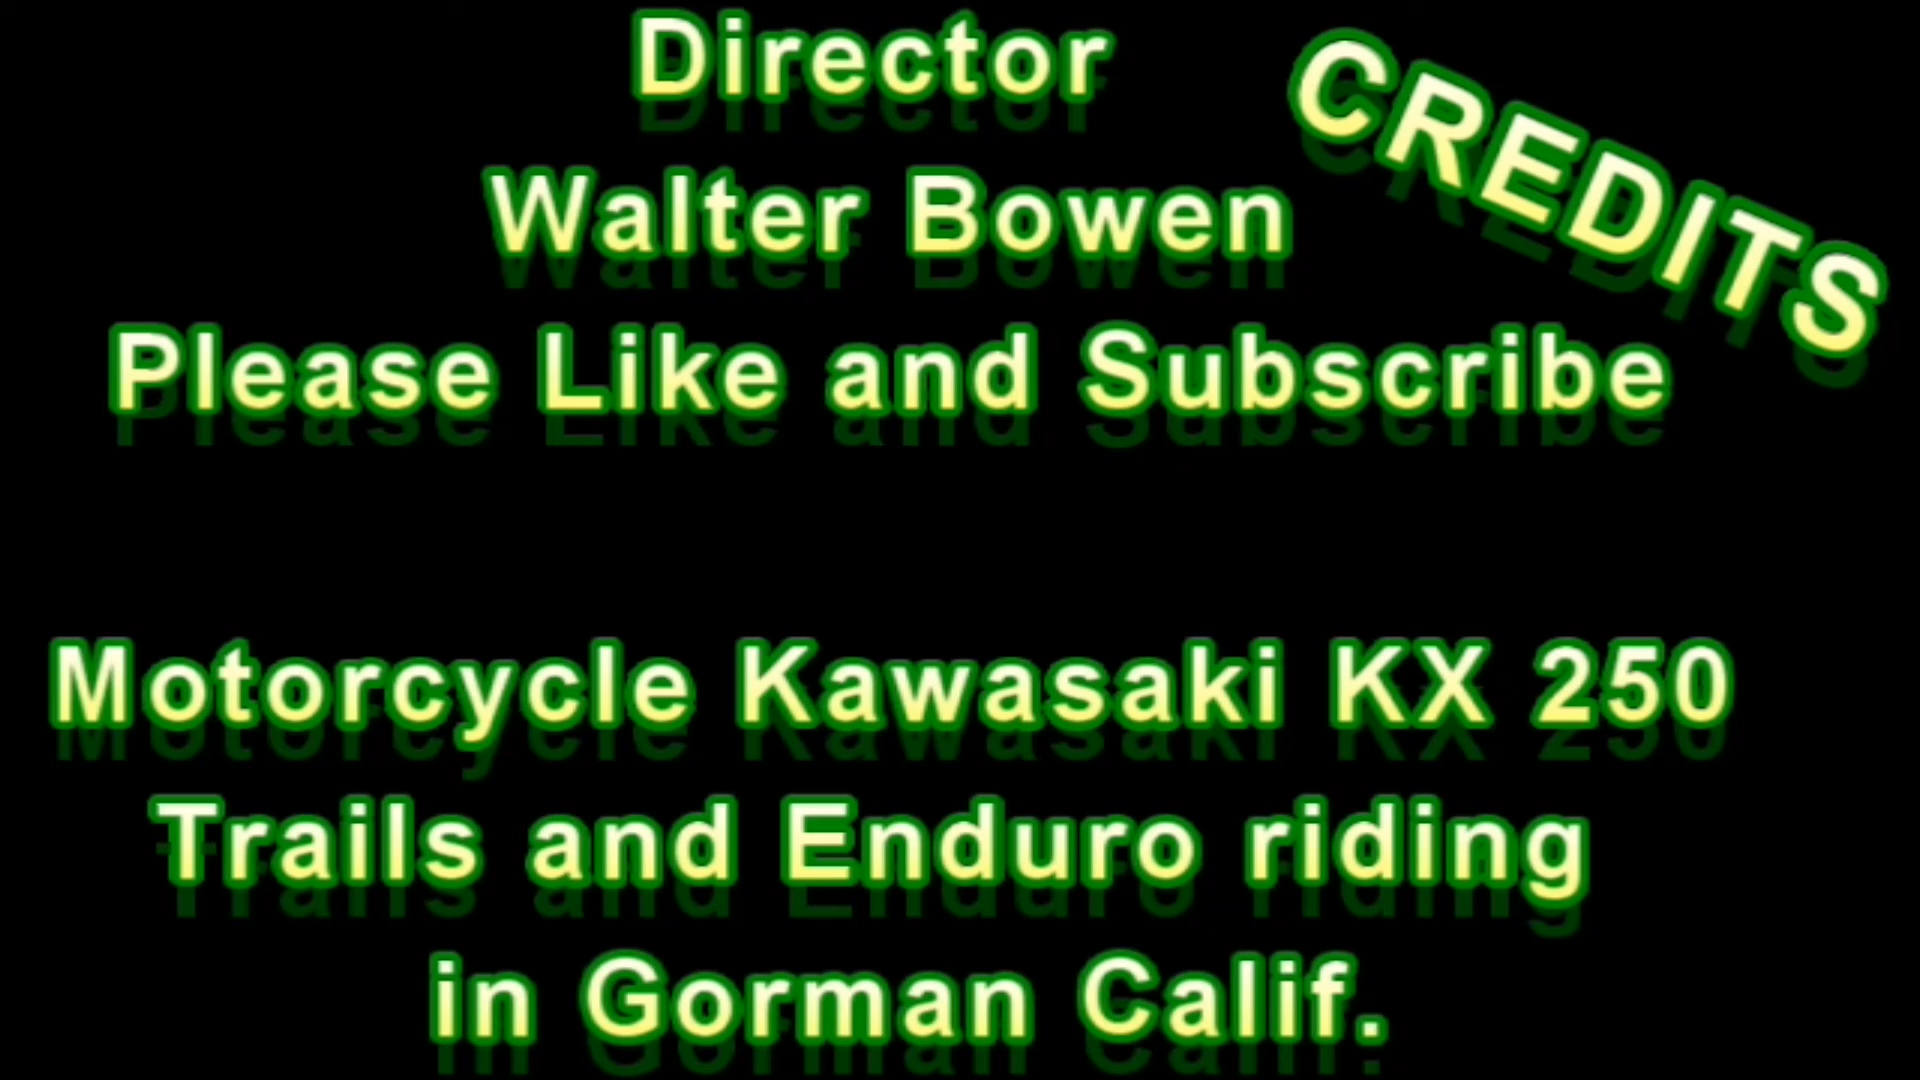 Director
CREDITS
Walter Bowen
Please Like and Subscribe
Motorcycle Kawasaki KX 250
Trails and Enduro riding
in Gorman Calif.